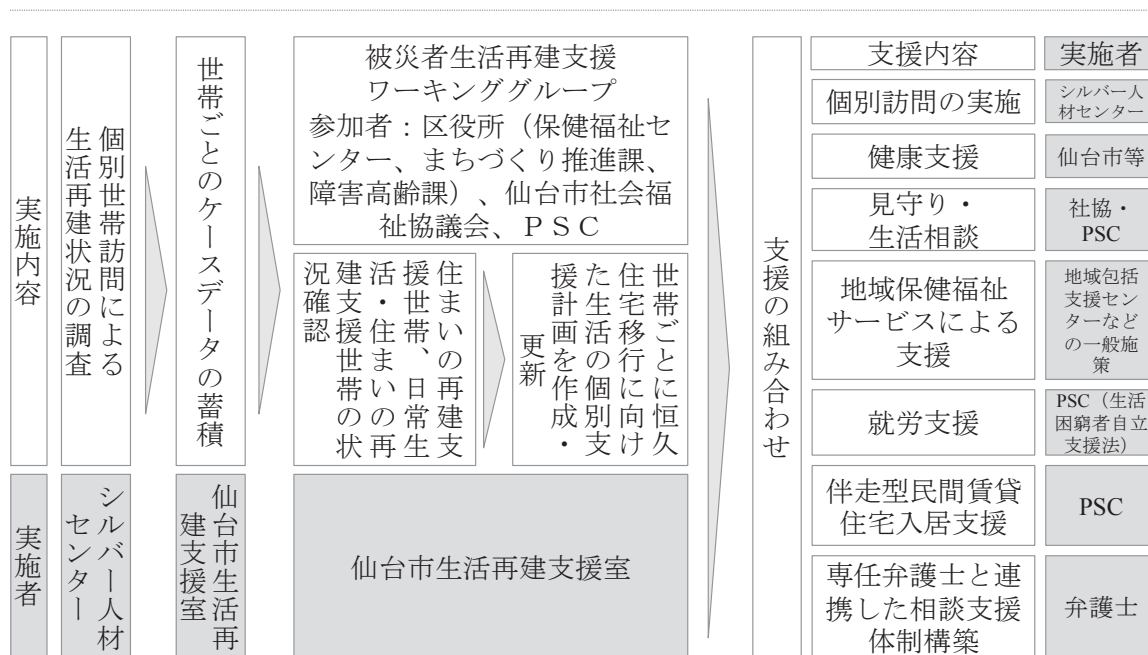 実施内容
個別世帯訪問による
生活再建状況の調査
世帯ごとのケースデータの蓄積
被災者生活再建支援
ワーキンググループ
参加者：区役所（保健福祉セ
ンター、まちづくり推進課、
障害高齢課）、仙台市社会福
祉協議会、ＰＳＣ
住まいの再建支
援世帯、日常生
活・住まいの再
建支援世帯の状
況確認
世帯ごとに恒久
住宅移行に向け
た生活の個別支
援計画を作成・
更新
支援の組み合わせ
支援内容
実施者
個別訪問の実施
シルバー人
材センター
健康支援
仙台市等
見守り・
生活相談
社協・
PSC
地域保健福祉
サービスによる
支援
地域包括
支援セン
ターなど
の一般施
策
就労支援
PSC（生活
困窮者自立
支援法）
伴走型民間賃貸
住宅入居支援
PSC
専任弁護士と連
携した相談支援
体制構築
弁護士
実施者
シルバー人材
センター
仙台市生活再
建支援室
仙台市生活再建支援室